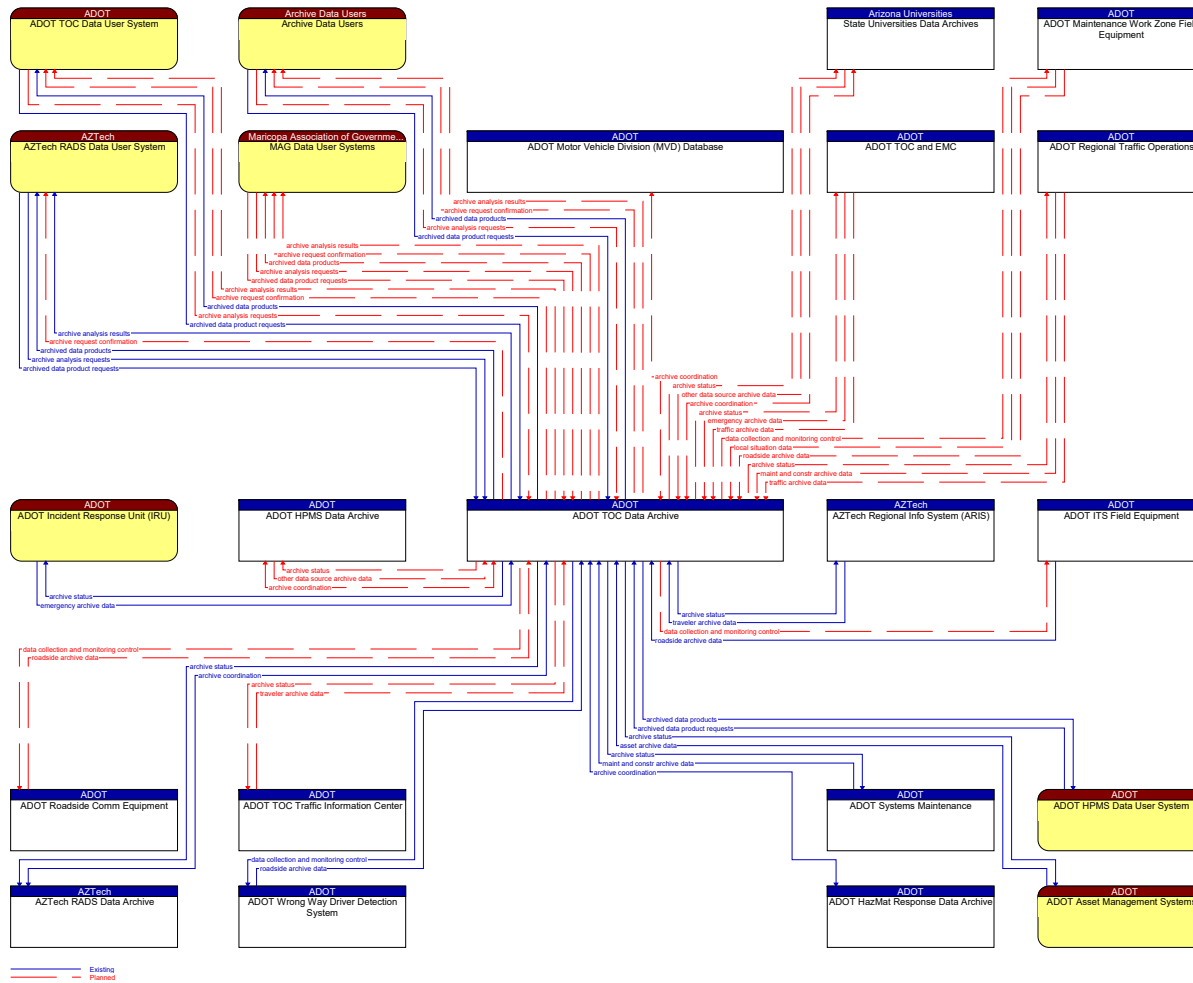 ADOT
ADOT TOC Data User System
Archive Data Users
Archive Data Users
Arizona Universities
State Universities Data Archives
ADOT
ADOT Maintenance Work Zone Fiel
Equipment
AZTech
AZTech RADS Data User System
Maricopa Association of Governme...
MAG Data User Systems
ADOT
ADOT Motor Vehicle Division (MVD) Database
ADOT
ADOT TOC and EMC
ADOT
ADOT Regional Traffic Operations
archive analysis results
archive request confirmation
archived data products
archive analysis requests
archived data product requests
archive analysis results
archive request confirmation
archived data products
archive analysis requests
archived data product requests
archive analysis results
archive request confirmation
archived data products
archive analysis requests
archived data product requests
archive analysis results
archive request confirmation
archived data products
archive analysis requests
archived data product requests
archive coordination
archive status
other data source archive data
archive coordination
archive status
emergency archive data
traffic archive data
data collection and monitoring control
local situation data
roadside archive data
archive status
maint and constr archive data
traffic archive data
ADOT
ADOT Incident Response Unit (IRU)
ADOT
ADOT HPMS Data Archive
ADOT
ADOT TOC Data Archive
AZTech
AZTech Regional Info System (ARIS)
ADOT
ADOT ITS Field Equipment
archive status
other data source archive data
archive coordination
archive status
emergency archive data
archive status
traveler archive data
data collection and monitoring control
roadside archive data
data collection and monitoring control
roadside archive data
archive status
archive coordination
archive status
traveler archive data
archived data products
archived data product requests
archive status
asset archive data
archive status
maint and constr archive data
archive coordination
ADOT
ADOT Roadside Comm Equipment
ADOT
ADOT TOC Traffic Information Center
ADOT
ADOT Systems Maintenance
ADOT
ADOT HPMS Data User System
data collection and monitoring control
roadside archive data
AZTech
AZTech RADS Data Archive
ADOT
ADOT Wrong Way Driver Detection
System
ADOT
ADOT HazMat Response Data Archive
ADOT
ADOT Asset Management Systems
Existing
Planned